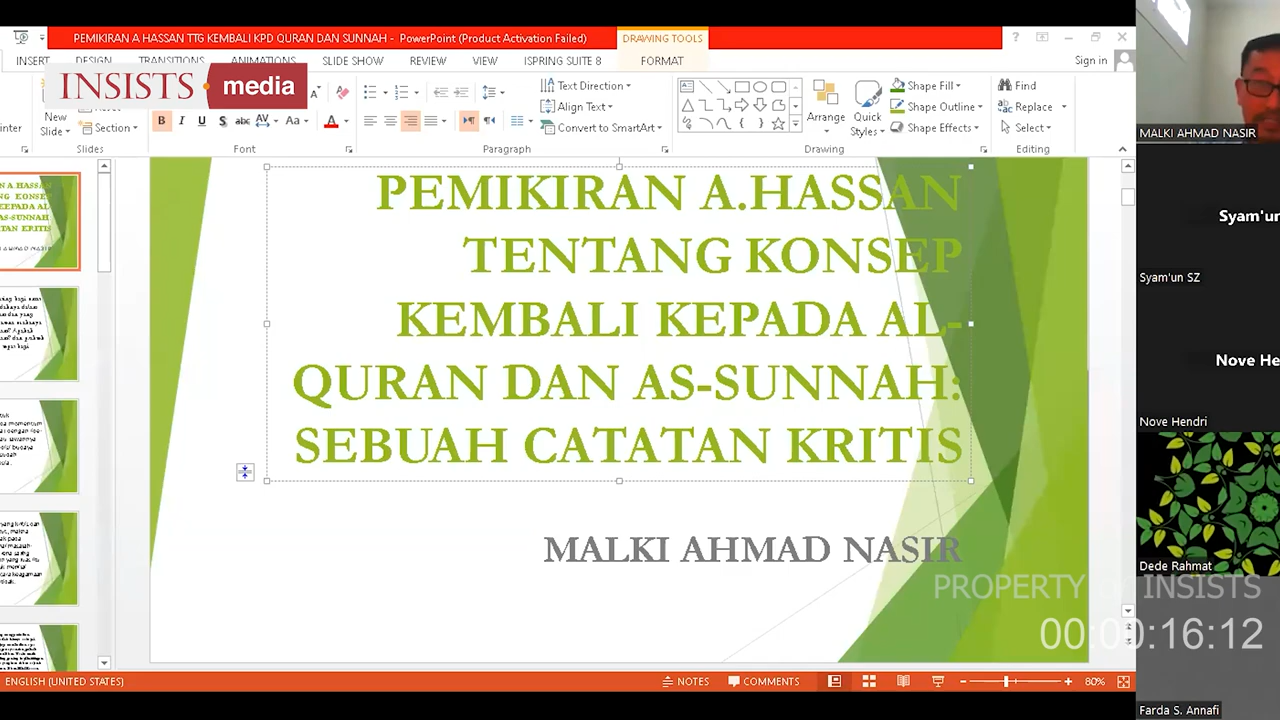 PEMIKIRAN A HASSAN TTG KEMBALI KPD QURAN DAN SUNNAH - PowerPoint (Product Activation Failed)
DRAWING TOOLS
INSERT DESIGN TRANSITIONS ANIMATIONS SLIDE SHOW REVIEW VIEW ISPRING SUITE 8 FORMAT
Sign in
INSISTS media
New
Slide
Section
Slides
Font
Text Direction
Align Text
Convert to SmartArt
Paragraph
Arrange
Quick
Styles
Shape Fill
Shape Outline
Shape Effects
Drawing
Find
Replace
Select
Editing
PEMIKIRAN A.HASSAN
TENTANG KONSEP
KEMBALI KEPADA AL-
QURAN DAN AS-SUNNAH:
SEBUAH CATATAN KRITIS
MALKI AHMAD NASIR
MALKI AHMAD NASIR
Syam'un
Syam'un SZ
Nove Hen
Nove Hendri
Dede Rahmat
Farda S. Annafi
PROPERTY OF INSISTS
00:00:16:12
ENGLISH (UNITED STATES)
NOTES
COMMENTS
80%